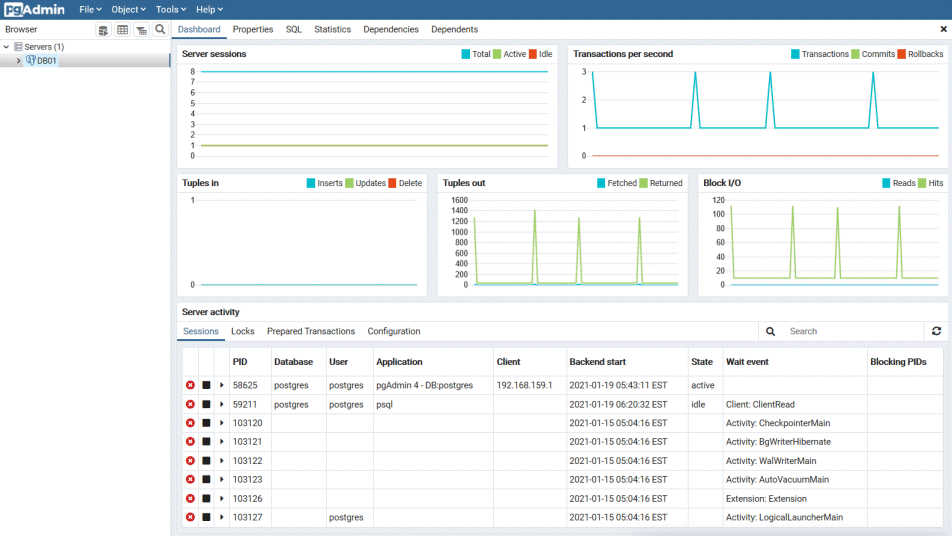 pgAdmin File Object Tools Help
Browser Dashboard Properties SQL Statistics Dependencies Dependents
Servers (1)
DB01
Server sessions Total Active Idle
8
7
6
5
4
3
2
1
0
Transactions per second Transactions Commits Rollbacks
3
2
1
0
Tuples in Inserts Updates Delete
1
0
Tuples out Fetched Returned
1600
1400
1200
1000
800
600
400
200
0
Block I/O Reads Hits
120
100
80
60
40
20
0
Server activity
Sessions Locks Prepared Transactions Configuration Search
PID Database User Application Client Backend start State Wait event Blocking PIDs
58625 postgres postgres pgAdmin 4 - DB:postgres 192.168.159.1 2021-01-19 05:43:11 EST active
59211 postgres postgres psql 2021-01-19 06:20:32 EST idle Client: ClientRead
103120 2021-01-15 05:04:16 EST Activity: CheckpointerMain
103121 2021-01-15 05:04:16 EST Activity: BgWriterHibernate
103122 2021-01-15 05:04:16 EST Activity: WalWriterMain
103123 2021-01-15 05:04:16 EST Activity: AutoVacuumMain
103126 2021-01-15 05:04:16 EST Extension: Extension
103127 postgres 2021-01-15 05:04:16 EST Activity: LogicalLauncherMain